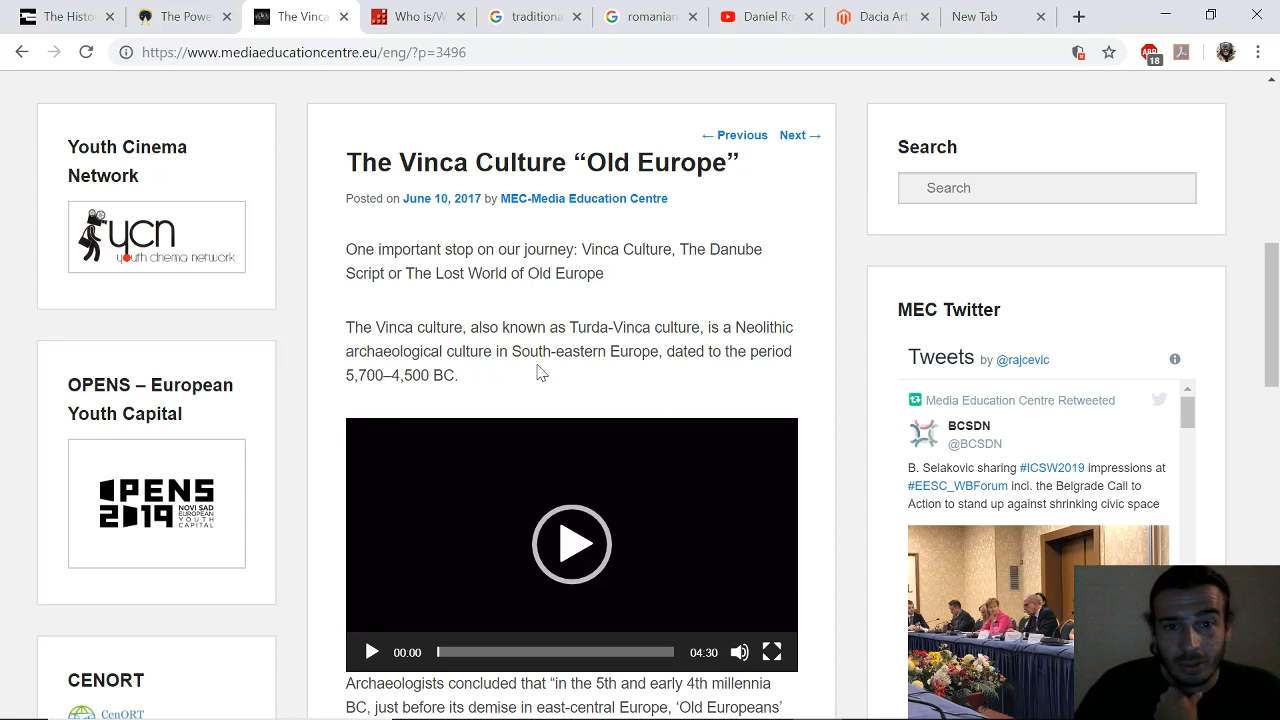 The Histo
The Powe
The Vinca
Who is/W
traditiona
romanian
Daniel Ro
Dacia Art
New Tab
https://www.mediaeducationcentre.eu/eng/?p=3496
18
Youth Cinema
Network
ycn
youth cinema network
OPENS – European
Youth Capital
OPENS
2019 NOVI SAD
EUROPEAN
YOUTH
CAPITAL
CENORT
CenORT
← Previous Next →
The Vinca Culture “Old Europe”
Posted on June 10, 2017 by MEC-Media Education Centre
One important stop on our journey: Vinca Culture, The Danube
Script or The Lost World of Old Europe
The Vinca culture, also known as Turda-Vinca culture, is a Neolithic
archaeological culture in South-eastern Europe, dated to the period
5,700–4,500 BC.
00:00
04:30
Archaeologists concluded that “in the 5th and early 4th millennia
BC, just before its demise in east-central Europe, ‘Old Europeans’
Search
Search
MEC Twitter
Tweets by @rajcevic
Media Education Centre Retweeted
BCSDN
@BCSDN
B. Selakovic sharing #ICSW2019 impressions at
#EESC_WBForum incl. the Belgrade Call to
Action to stand up against shrinking civic space